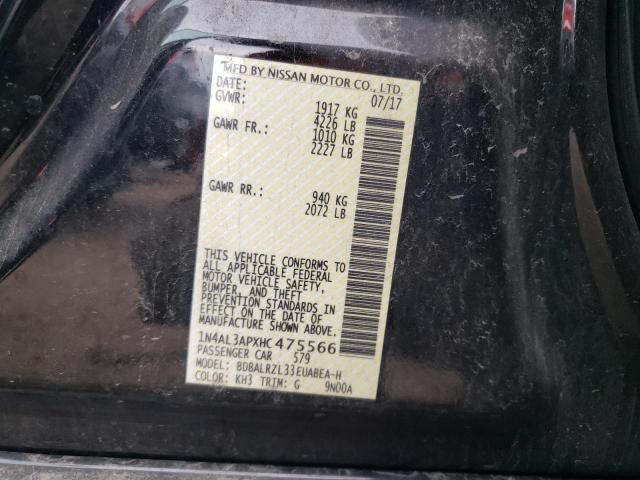 MFD BY NISSAN MOTOR CO., LTD.
DATE: 07/17
GVWR: 1917 KG
4226 LB
GAWR FR.: 1010 KG
2227 LB
GAWR RR.: 940 KG
2072 LB
THIS VEHICLE CONFORMS TO
ALL APPLICABLE FEDERAL
MOTOR VEHICLE SAFETY,
BUMPER, AND THEFT
PREVENTION STANDARDS IN
EFFECT ON THE DATE OF
MANUFACTURE SHOWN ABOVE.
1N4AL3APXHC475566
PASSENGER CAR 579
MODEL: BDBALRZL33EUABEA-H
COLOR: KH3 TRIM: G 9N00A